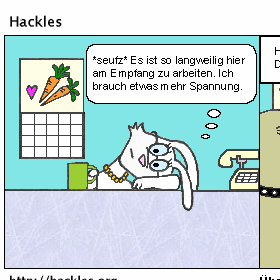 Hackles
*seufz* Es ist so langweilig hier
am Empfang zu arbeiten. Ich
brauch etwas mehr Spannung.
http://hackles.org